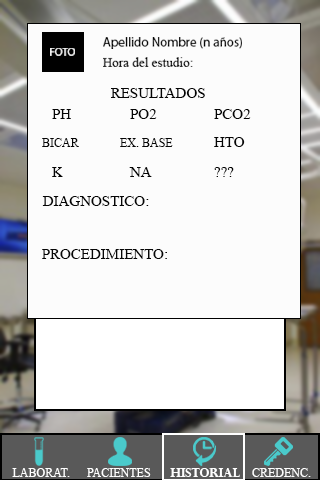 FOTO
Apellido Nombre (n años)
Hora del estudio:
RESULTADOS
PH PO2 PCO2
BICAR EX. BASE HTO
K NA ???
DIAGNOSTICO:
PROCEDIMIENTO:
LABORAT. PACIENTES HISTORIAL CREDENC.